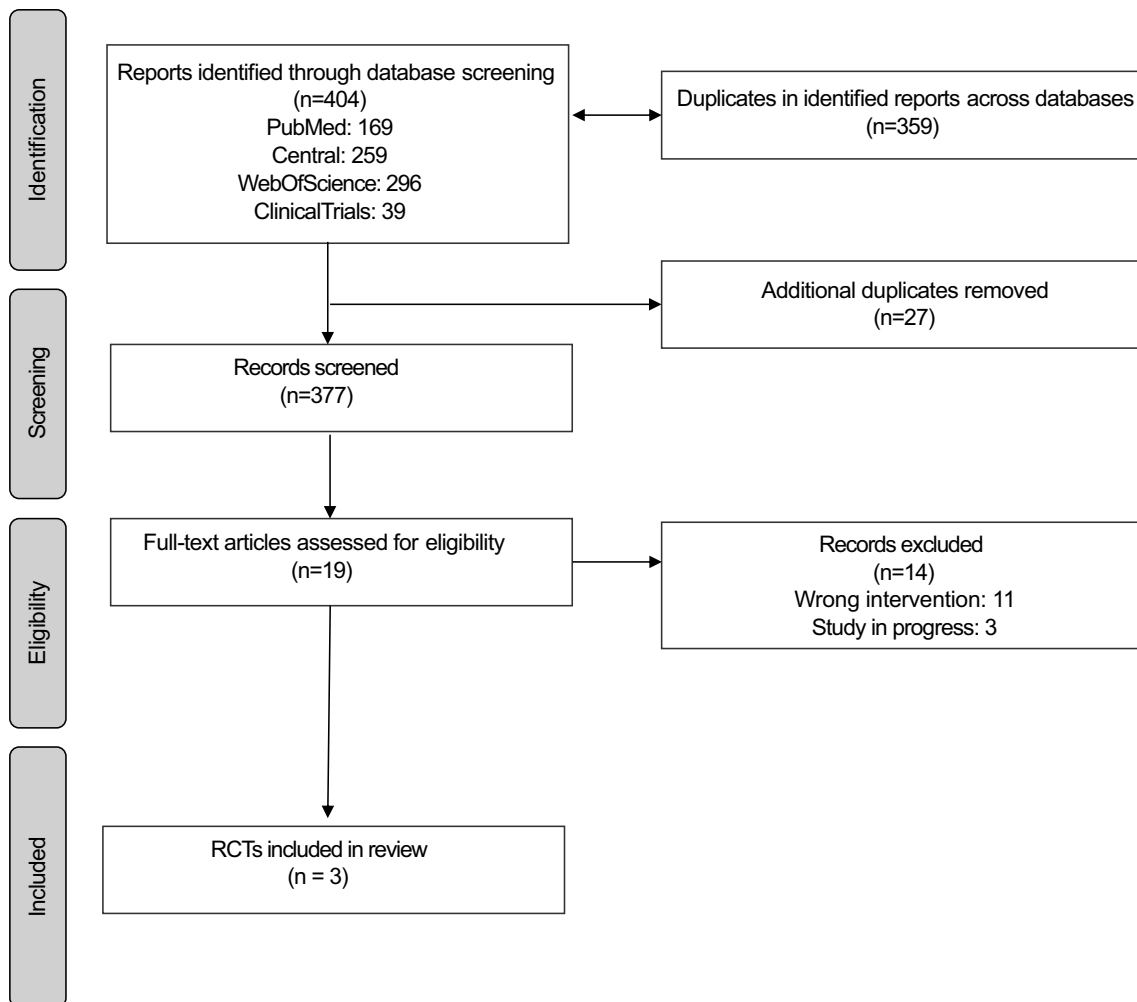 Identification
Reports identified through database screening
(n=404)
PubMed: 169
Central: 259
WebOfScience: 296
ClinicalTrials: 39
Duplicates in identified reports across databases
(n=359)
Screening
Additional duplicates removed
(n=27)
Records screened
(n=377)
Eligibility
Full-text articles assessed for eligibility
(n=19)
Records excluded
(n=14)
Wrong intervention: 11
Study in progress: 3
Included
RCTs included in review
(n = 3)